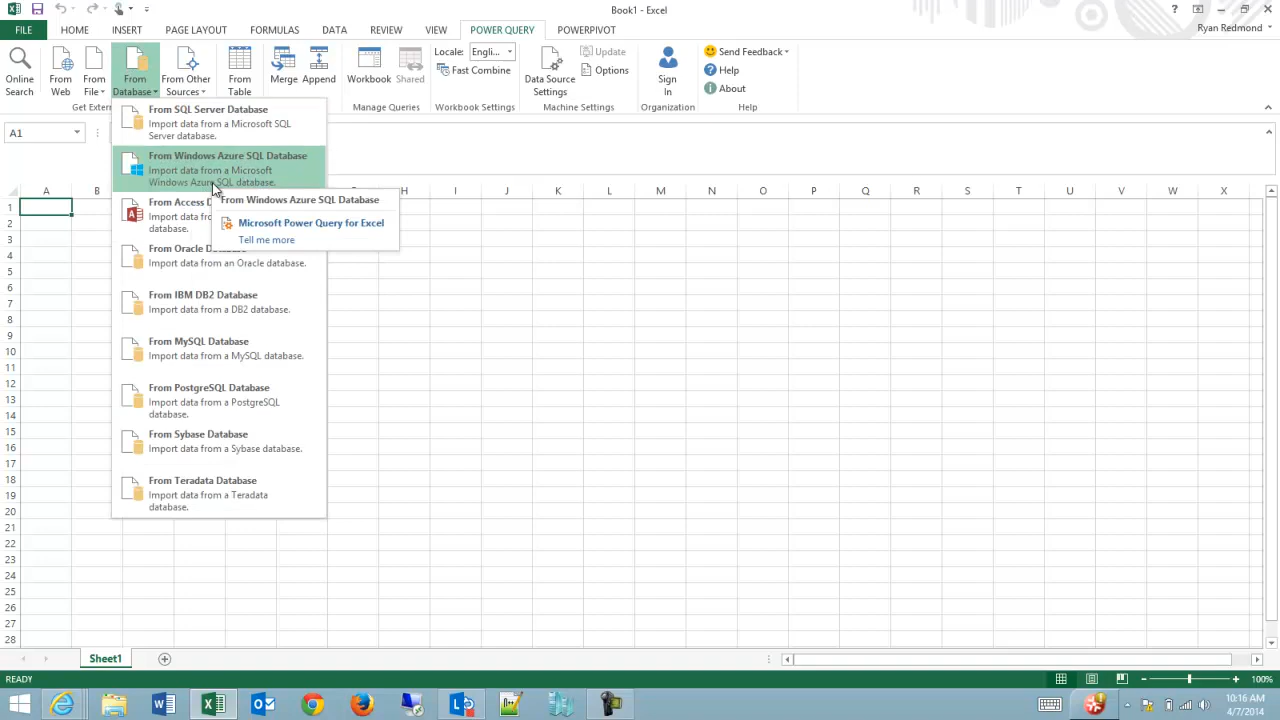 Book1 - Excel
FILE HOME INSERT PAGE LAYOUT FORMULAS DATA REVIEW VIEW POWER QUERY POWERPIVOT Ryan Redmond
Online Search
From Web
From File
From Database
From Other Sources
From Table
Merge
Append
Workbook
Shared
Locale: Engli...
Fast Combine
Data Source Settings
Update
Options
Sign In
Send Feedback
Help
About
Get Exter
Manage Queries
Workbook Settings
Machine Settings
Organization
Help
A1
From SQL Server Database
Import data from a Microsoft SQL
Server database.
From Windows Azure SQL Database
Import data from a Microsoft
Windows Azure SQL database.
From Windows Azure SQL Database
Microsoft Power Query for Excel
Tell me more
From Access D
Import data fro
database.
From Oracle Datab
Import data from an Oracle database.
From IBM DB2 Database
Import data from a DB2 database.
From MySQL Database
Import data from a MySQL database.
From PostgreSQL Database
Import data from a PostgreSQL
database.
From Sybase Database
Import data from a Sybase database.
From Teradata Database
Import data from a Teradata
database.
A B H I J K L M N O P Q R S T U V W X
1
2
3
4
5
6
7
8
9
10
11
12
13
14
15
16
17
18
19
20
21
22
23
24
25
26
27
28
Sheet1
READY
100%
10:16 AM
4/7/2014